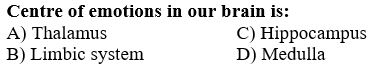 Centre of emotions in our brain is:
A) Thalamus C) Hippocampus
B) Limbic system D) Medulla